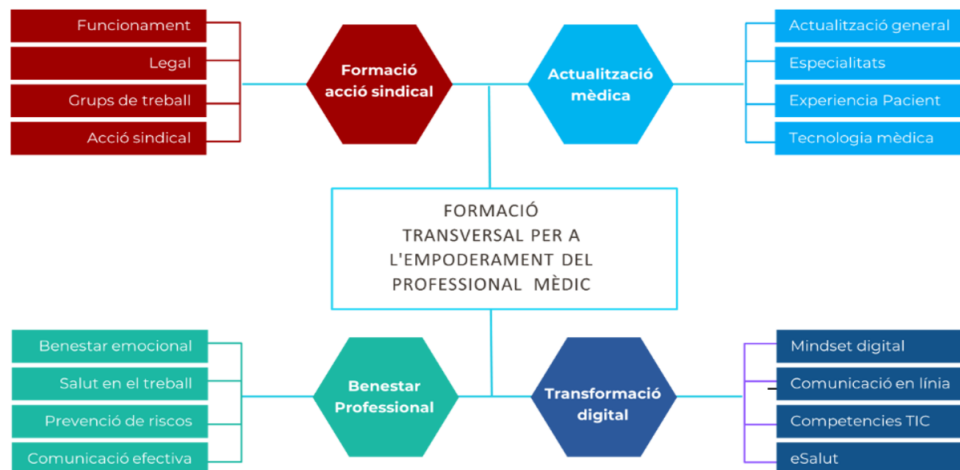 Funcionament
Legal
Grups de treball
Acció sindical
Formació
acció sindical
Actualització
mèdica
Actualització general
Especialitats
Experiencia Pacient
Tecnologia mèdica
FORMACIÓ
TRANSVERSAL PER A
L'EMPODERAMENT DEL
PROFESSIONAL MÈDIC
Benestar emocional
Salut en el treball
Prevenció de riscos
Comunicació efectiva
Benestar
Professional
Transformació
digital
Mindset digital
Comunicació en línia
Competencies TIC
eSalut